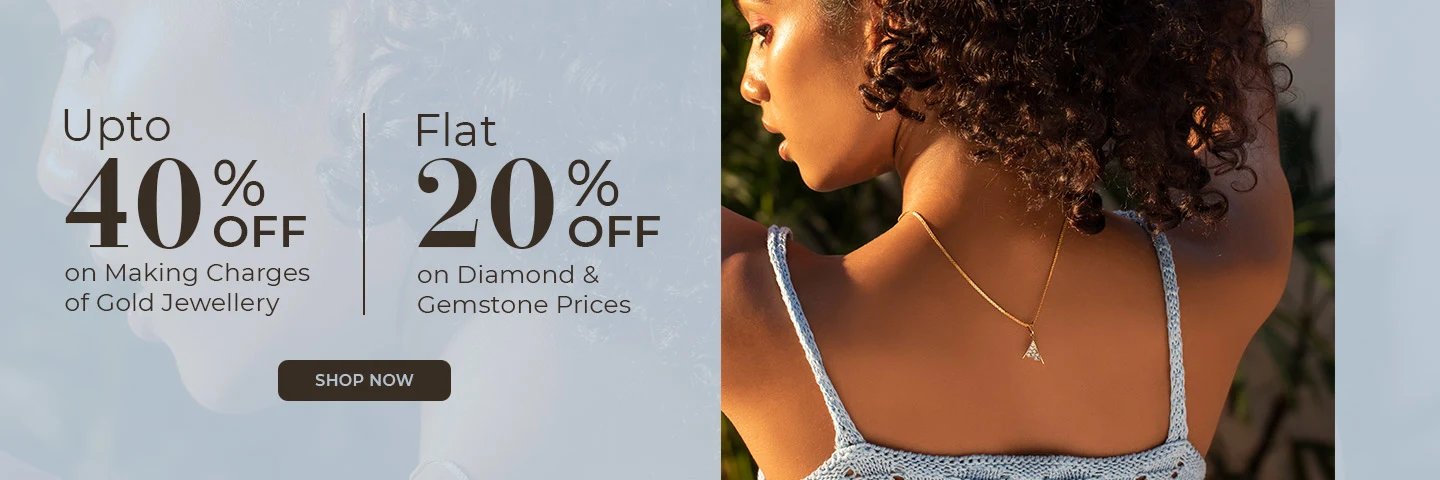 Upto
40% OFF
on Making Charges
of Gold Jewellery
Flat
20% OFF
on Diamond &
Gemstone Prices
SHOP NOW